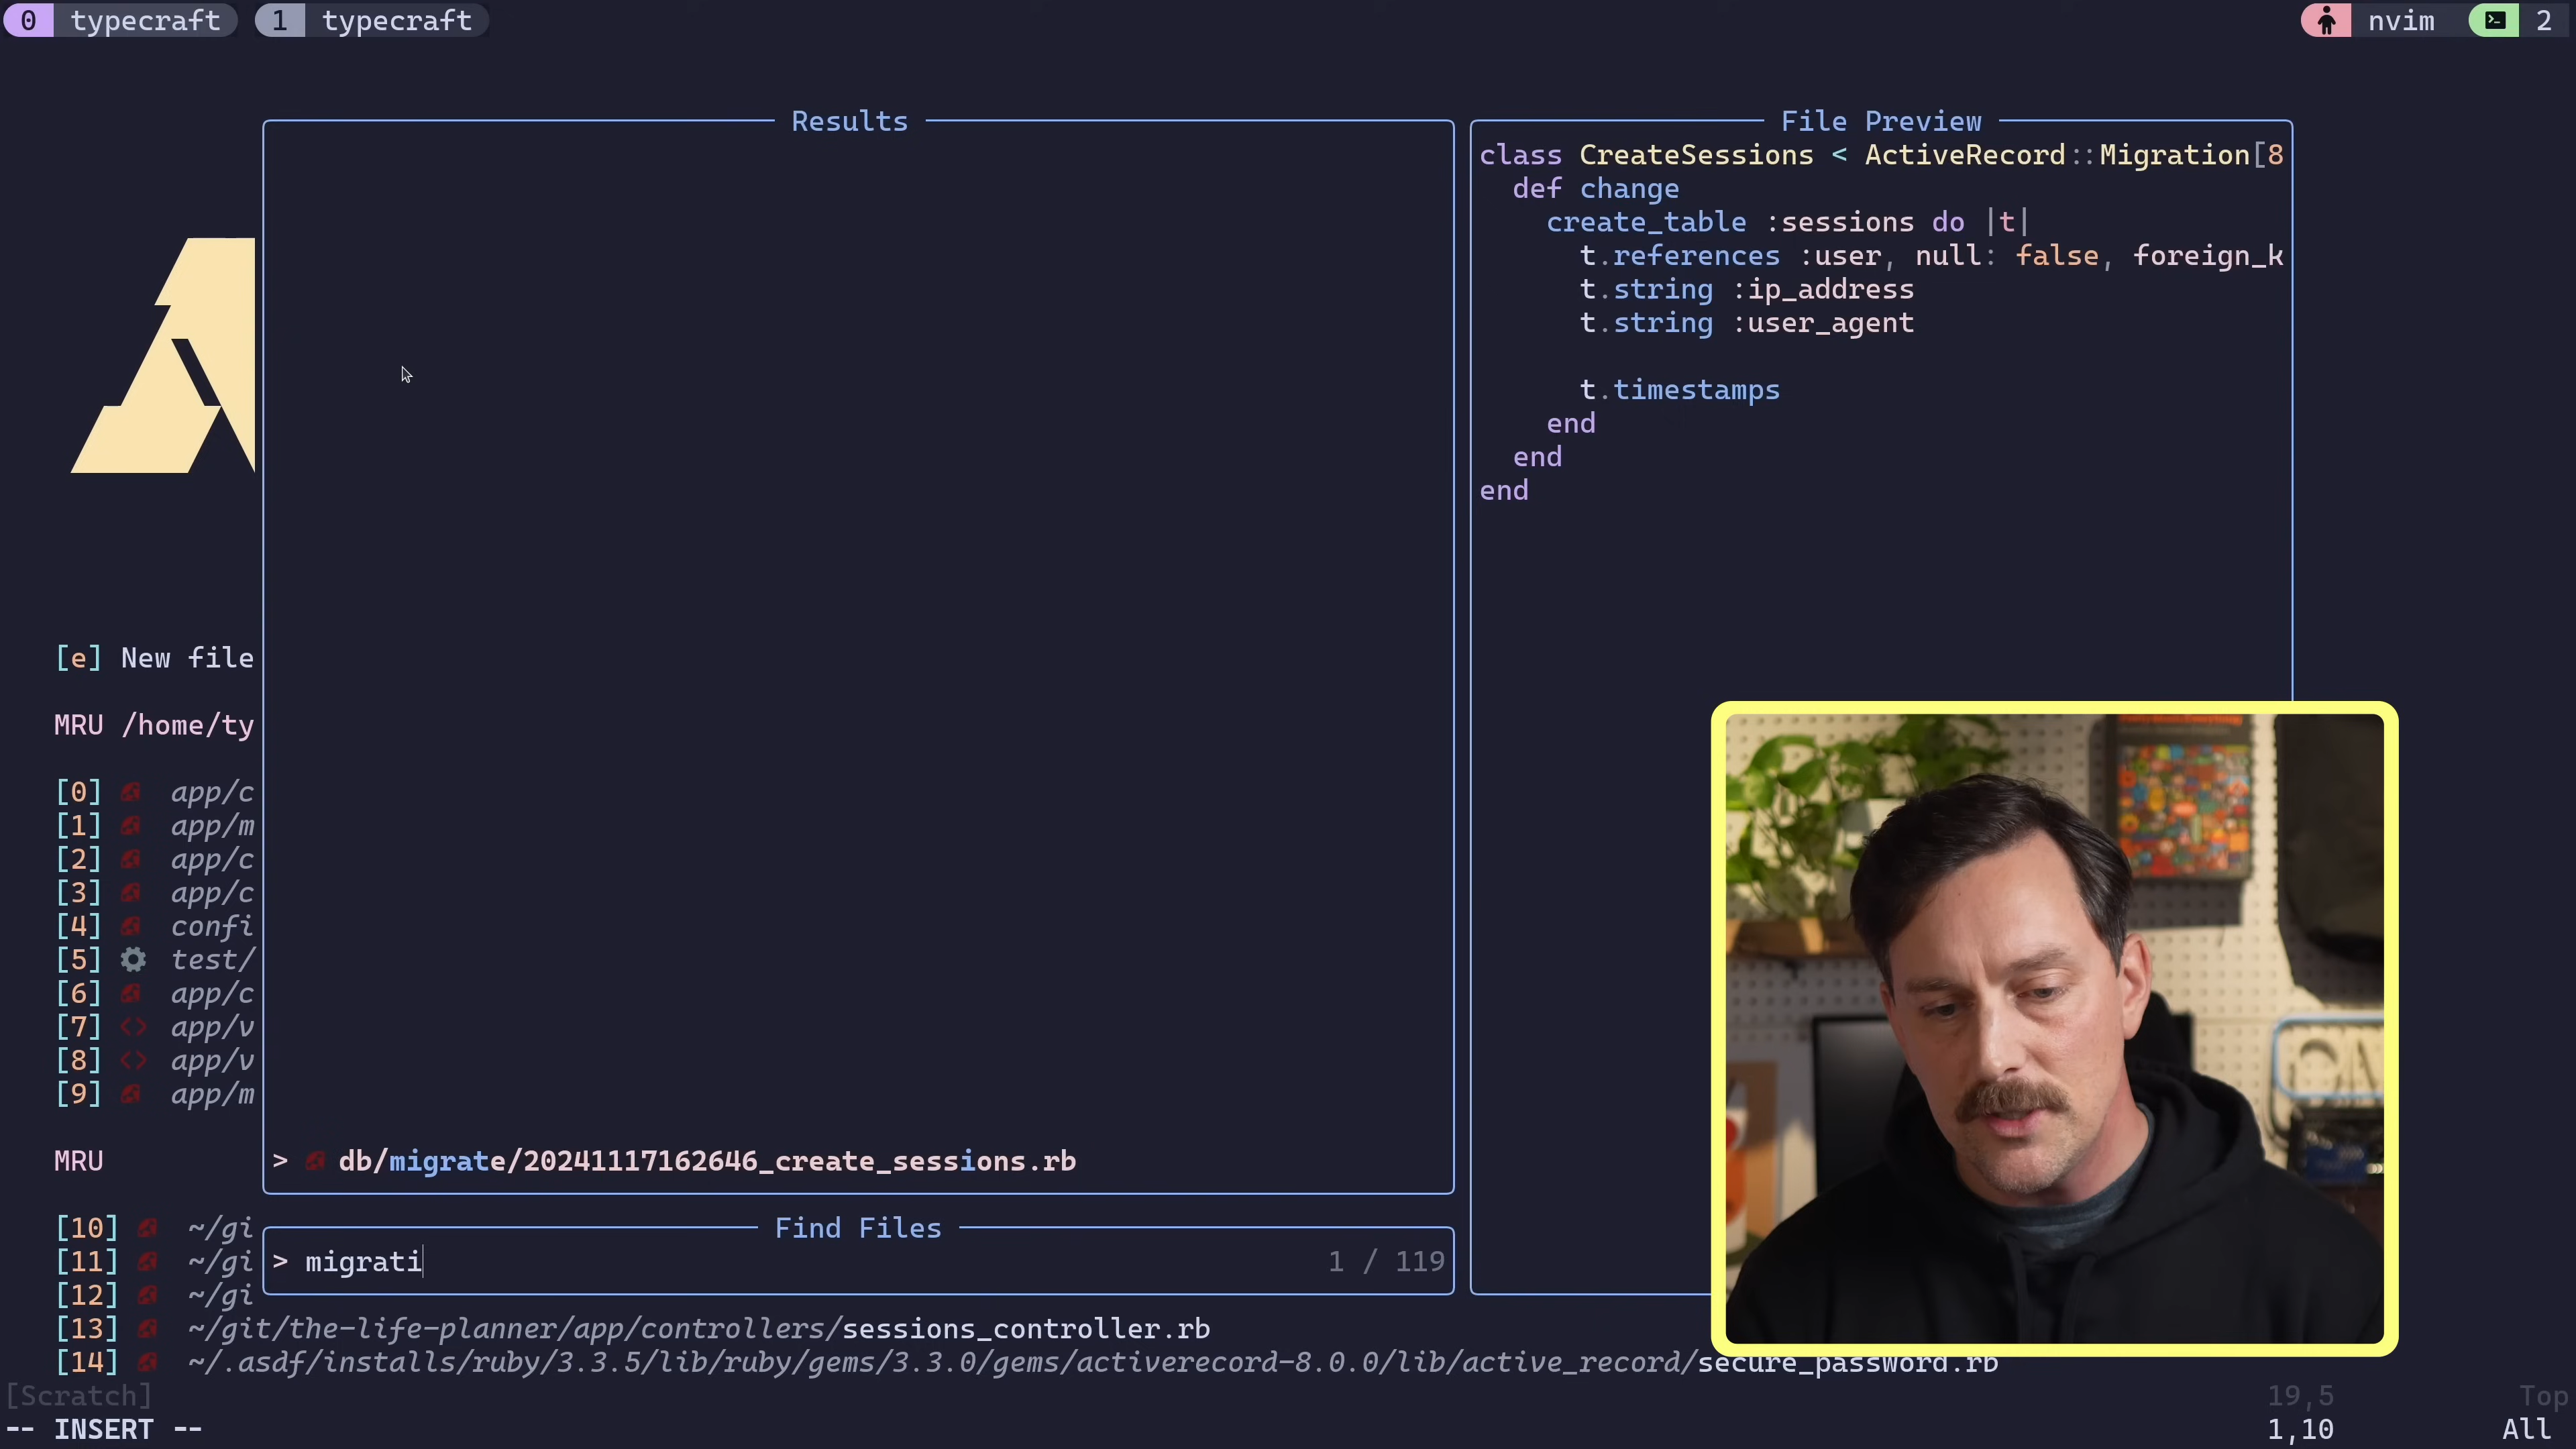 0 typecraft 1 typecraft nvim 2
Results
File Preview
class CreateSessions < ActiveRecord::Migration[8
def change
create_table :sessions do |t|
t.references :user, null: false, foreign_k
t.string :ip_address
t.string :user_agent
t.timestamps
end
end
end
[e] New file
MRU /home/ty
[0] app/c
[1] app/m
[2] app/c
[3] app/c
[4] confi
[5] test/
[6] app/c
[7] app/v
[8] app/v
[9] app/m
MRU
> db/migrate/20241117162646_create_sessions.rb
Find Files
> migrati 1 / 119
[10] ~/gi
[11] ~/gi
[12] ~/gi
[13] ~/git/the-life-planner/app/controllers/sessions_controller.rb
[14] ~/.asdf/installs/ruby/3.3.5/lib/ruby/gems/3.3.0/gems/activerecord-8.0.0/lib/active_record/secure_password.rb
[Scratch] 19,5 Top
-- INSERT -- 1,10 All